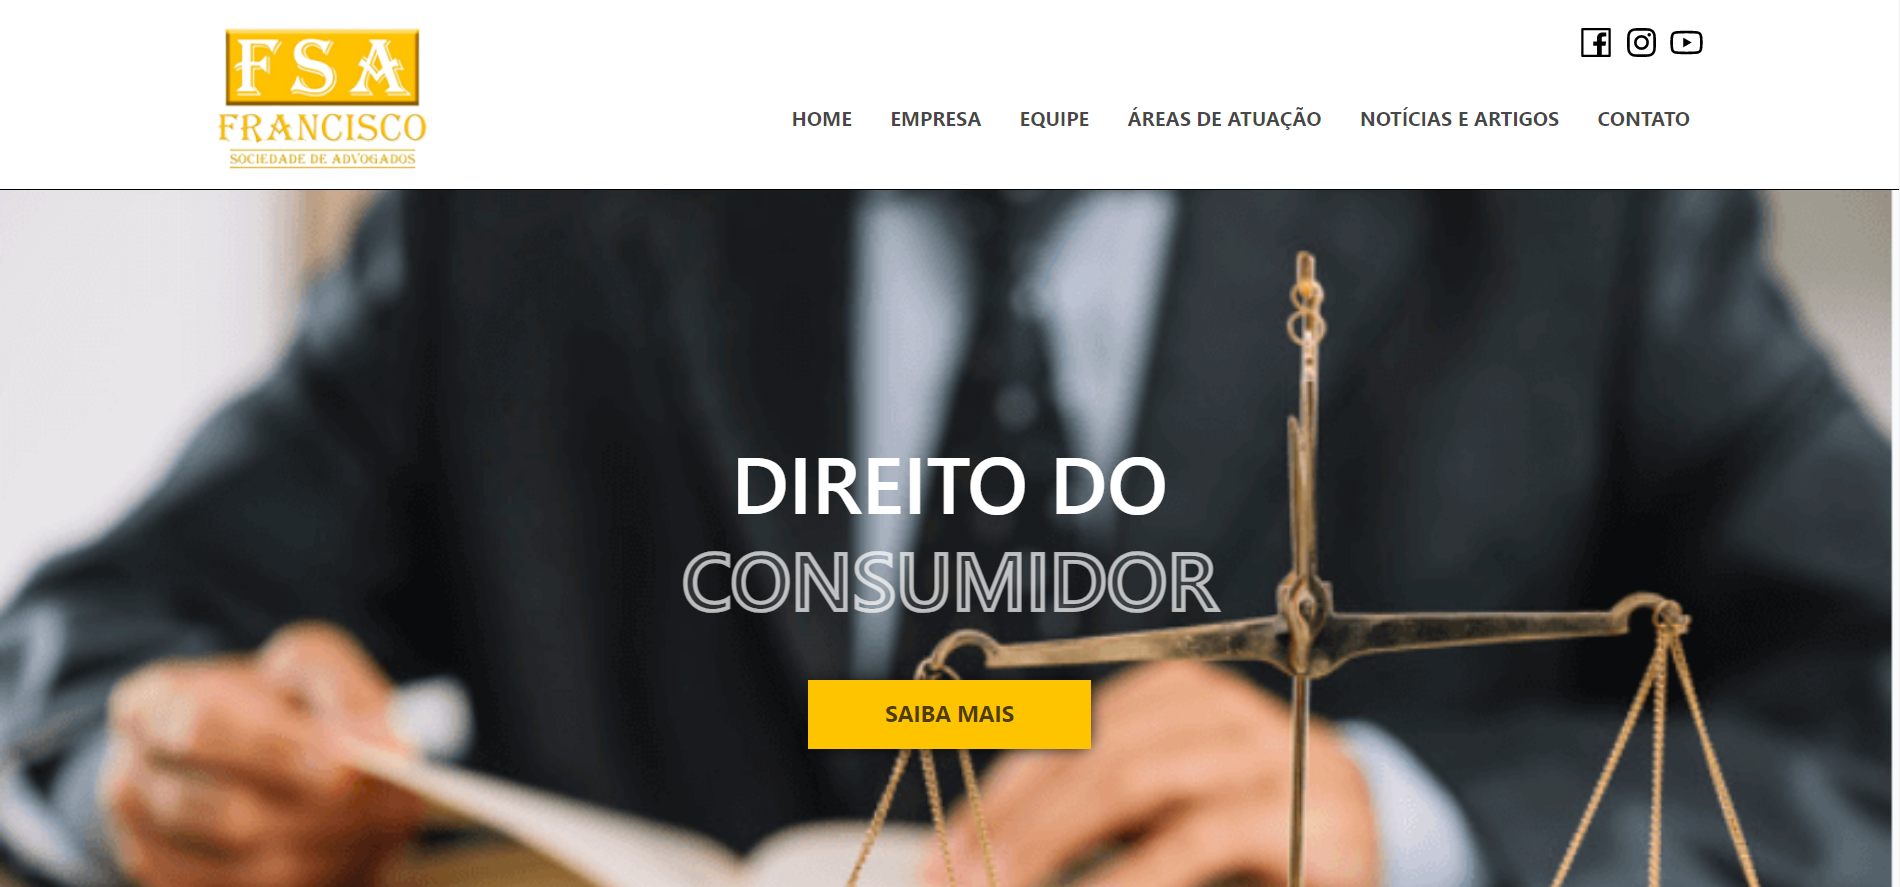 FSA
FRANCISCO
SOCIEDADE DE ADVOGADOS
HOME EMPRESA EQUIPE ÁREAS DE ATUAÇÃO NOTÍCIAS E ARTIGOS CONTATO
DIREITO DO
CONSUMIDOR
SAIBA MAIS